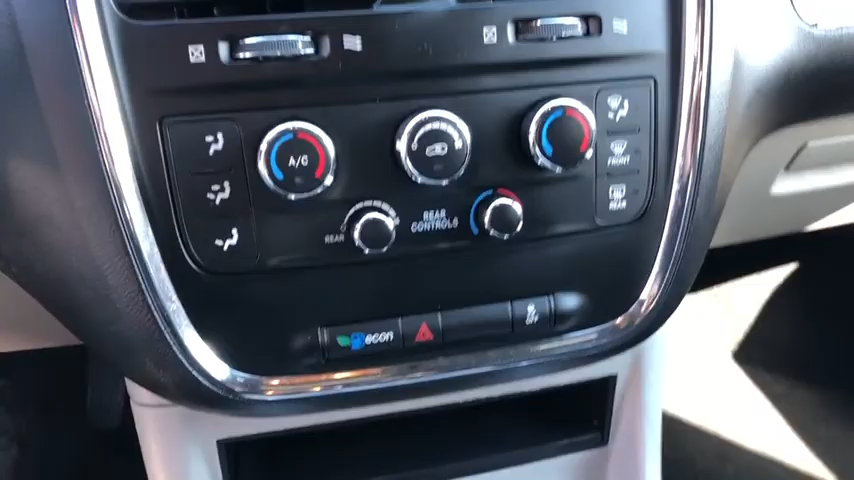 A/C
FRONT
REAR
REAR
REAR
CONTROLS
econ
OFF